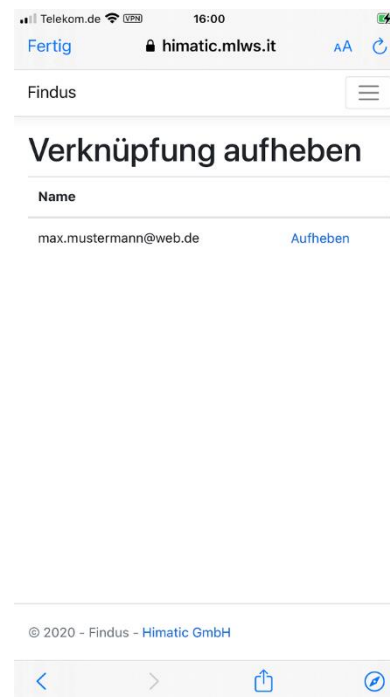 Telekom.de VPN 16:00
Fertig himatic.mlws.it AA
Findus
Verknüpfung aufheben
Name
max.mustermann@web.de Aufheben
© 2020 - Findus - Himatic GmbH